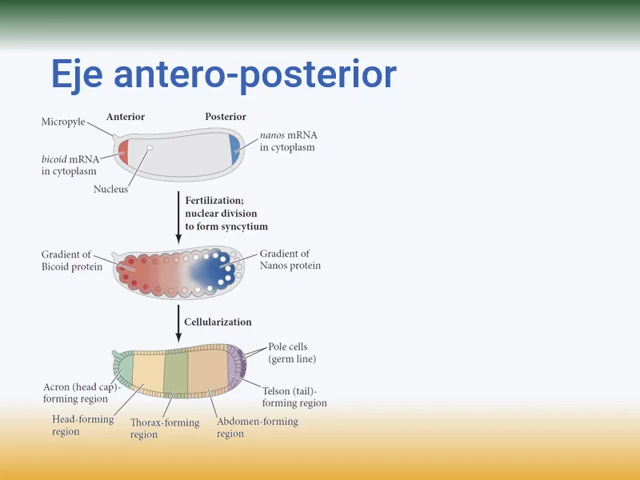 Eje antero-posterior
Anterior
Posterior
Micropyle
nanos mRNA
in cytoplasm
bicoid mRNA
in cytoplasm
Nucleus
Fertilization;
nuclear division
to form syncytium
Gradient of
Bicoid protein
Gradient of
Nanos protein
Cellularization
Pole cells
(germ line)
Acron (head cap)-
forming region
Telson (tail)-
forming region
Head-forming
region
Thorax-forming
region
Abdomen-forming
region